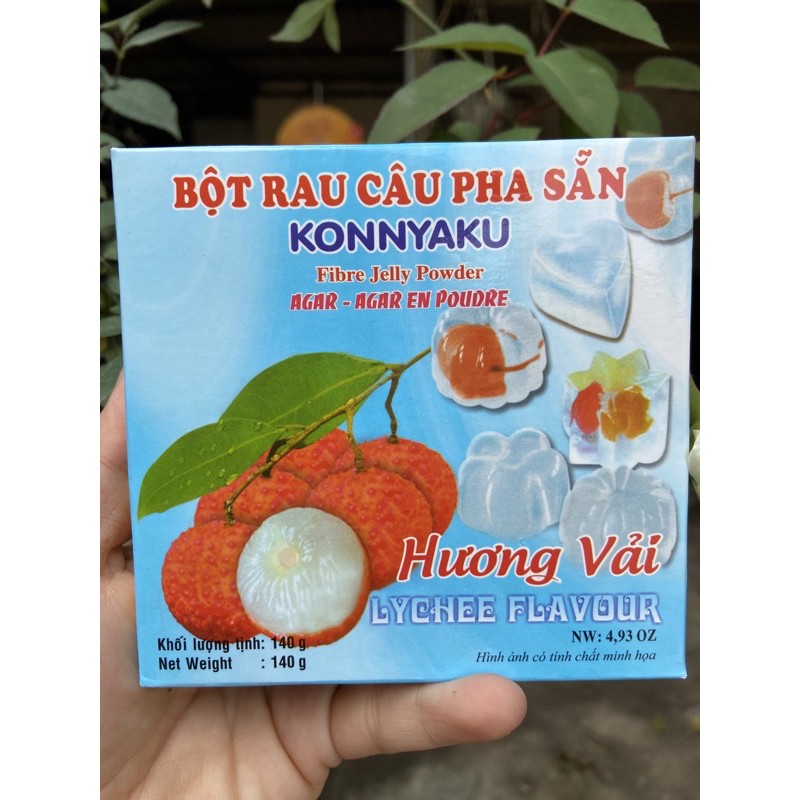 BỘT RAU CÂU PHA SẴN
KONNYAKU
Fibre Jelly Powder
AGAR - AGAR EN POUDRE
Hương Vải
LYCHEE FLAVOUR
Khối lượng tịnh: 140 g
Net Weight : 140 g
NW: 4,93 OZ
Hình ảnh có tính chất minh họa